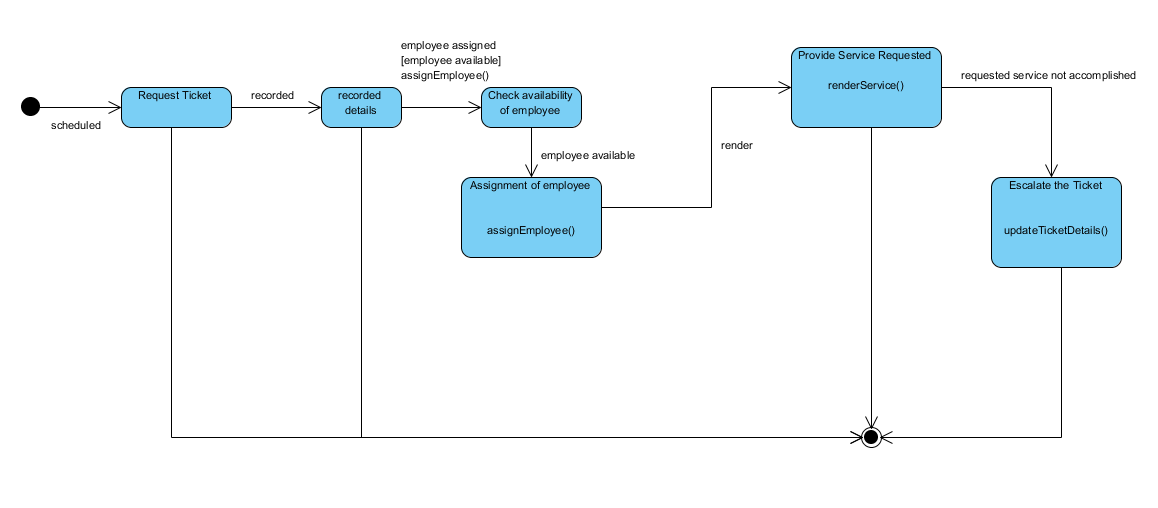 scheduled
Request Ticket
recorded
recorded
details
employee assigned
[employee available]
assignEmployee()
Check availability
of employee
employee available
Assignment of employee
assignEmployee()
render
Provide Service Requested
renderService()
requested service not accomplished
Escalate the Ticket
updateTicketDetails()